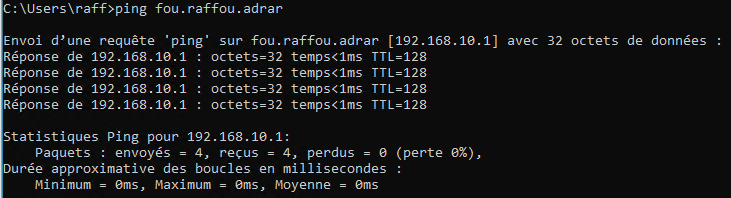 C:\Users\raff>ping fou.raffou.adrar
Envoi d’une requête 'ping' sur fou.raffou.adrar [192.168.10.1] avec 32 octets de données :
Réponse de 192.168.10.1 : octets=32 temps<1ms TTL=128
Réponse de 192.168.10.1 : octets=32 temps<1ms TTL=128
Réponse de 192.168.10.1 : octets=32 temps<1ms TTL=128
Réponse de 192.168.10.1 : octets=32 temps<1ms TTL=128
Statistiques Ping pour 192.168.10.1:
Paquets : envoyés = 4, reçus = 4, perdus = 0 (perte 0%),
Durée approximative des boucles en millisecondes :
Minimum = 0ms, Maximum = 0ms, Moyenne = 0ms